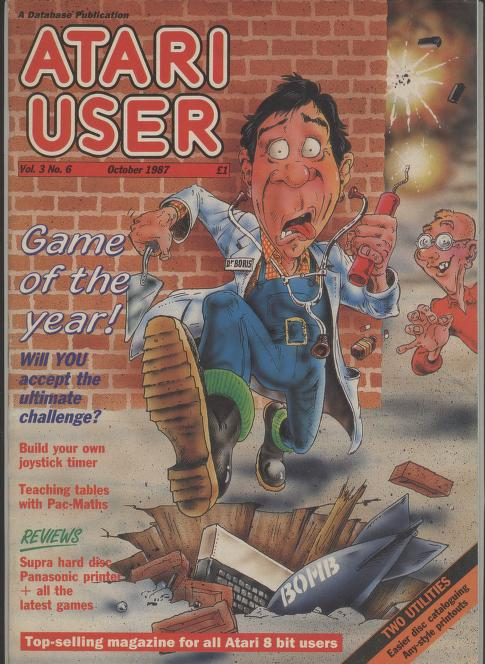 A Database Publication
ATARI
USER
Vol. 3 No. 6 October 1987 £1
Game
of the
year!
Will YOU
accept the
ultimate
challenge?
Build your own
joystick timer
Teaching tables
with Pac-Maths
REVIEWS
Supra hard disc
Panasonic printer
+ all the
latest games
Dr BORIS
BOMB
TWO UTILITIES
Easier disc cataloguing
Any-style printouts
Top-selling magazine for all Atari 8 bit users